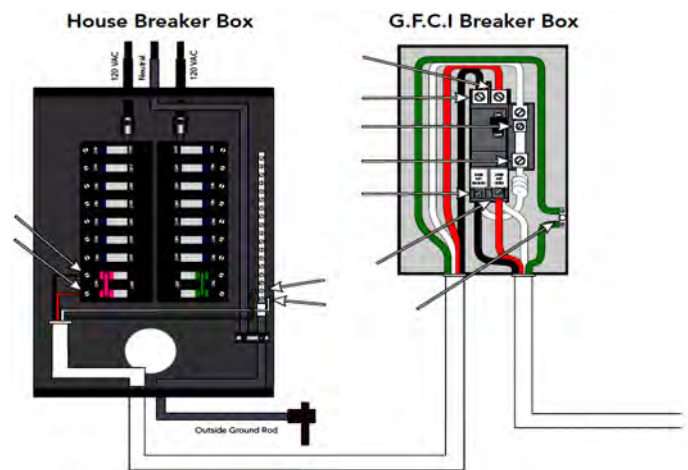 House Breaker Box
G.F.C.I Breaker Box
120 VAC
Neutral
120 VAC
Outside Ground Rod